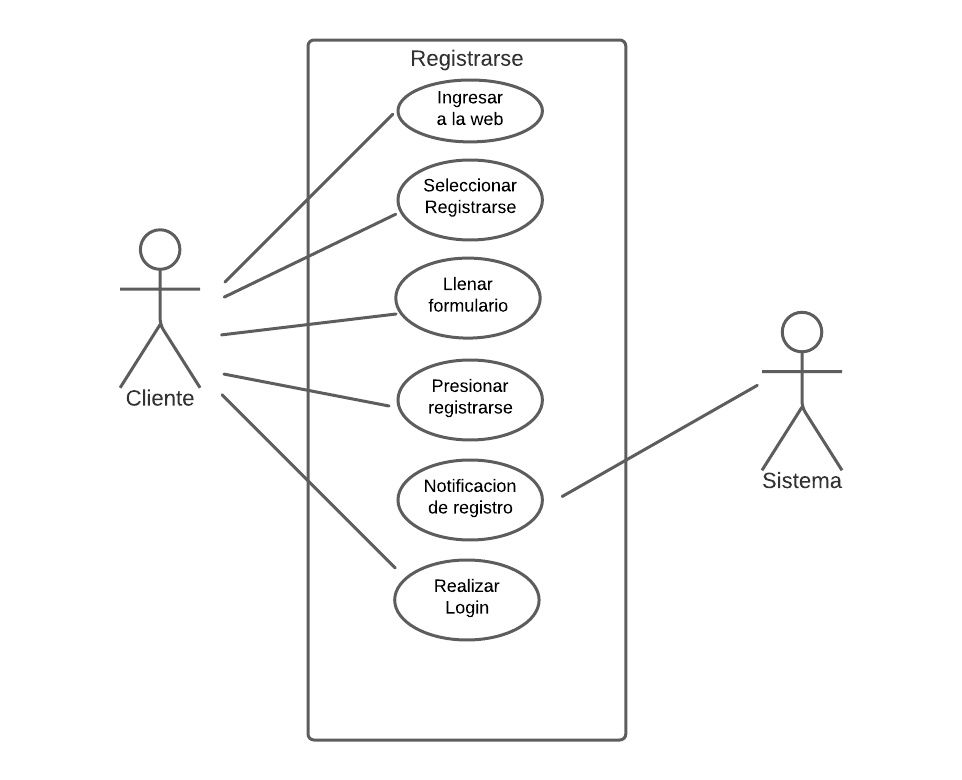 Registrarse
Ingresar
a la web
Seleccionar
Registrarse
Llenar
formulario
Presionar
registrarse
Cliente
Notificacion
de registro
Sistema
Realizar
Login